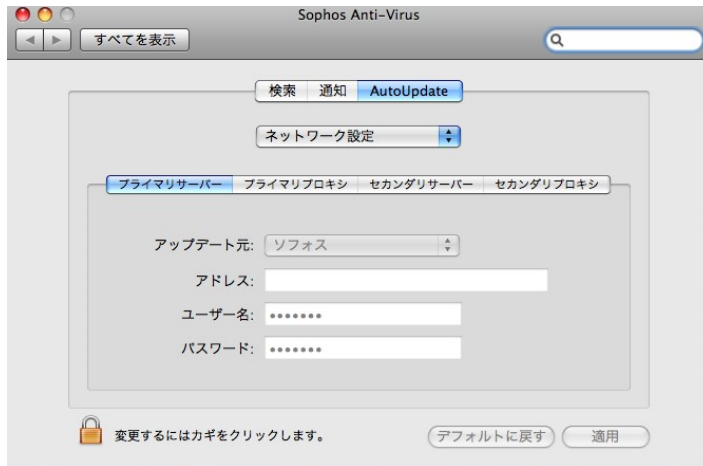 Sophos Anti-Virus
すべてを表示
検索 通知 AutoUpdate
ネットワーク設定
プライマリサーバー プライマリプロキシ セカンダリサーバー セカンダリプロキシ
アップデート元: ソフォス
アドレス:
ユーザー名: •••••••
パスワード: •••••••
変更するにはカギをクリックします。 デフォルトに戻す 適用